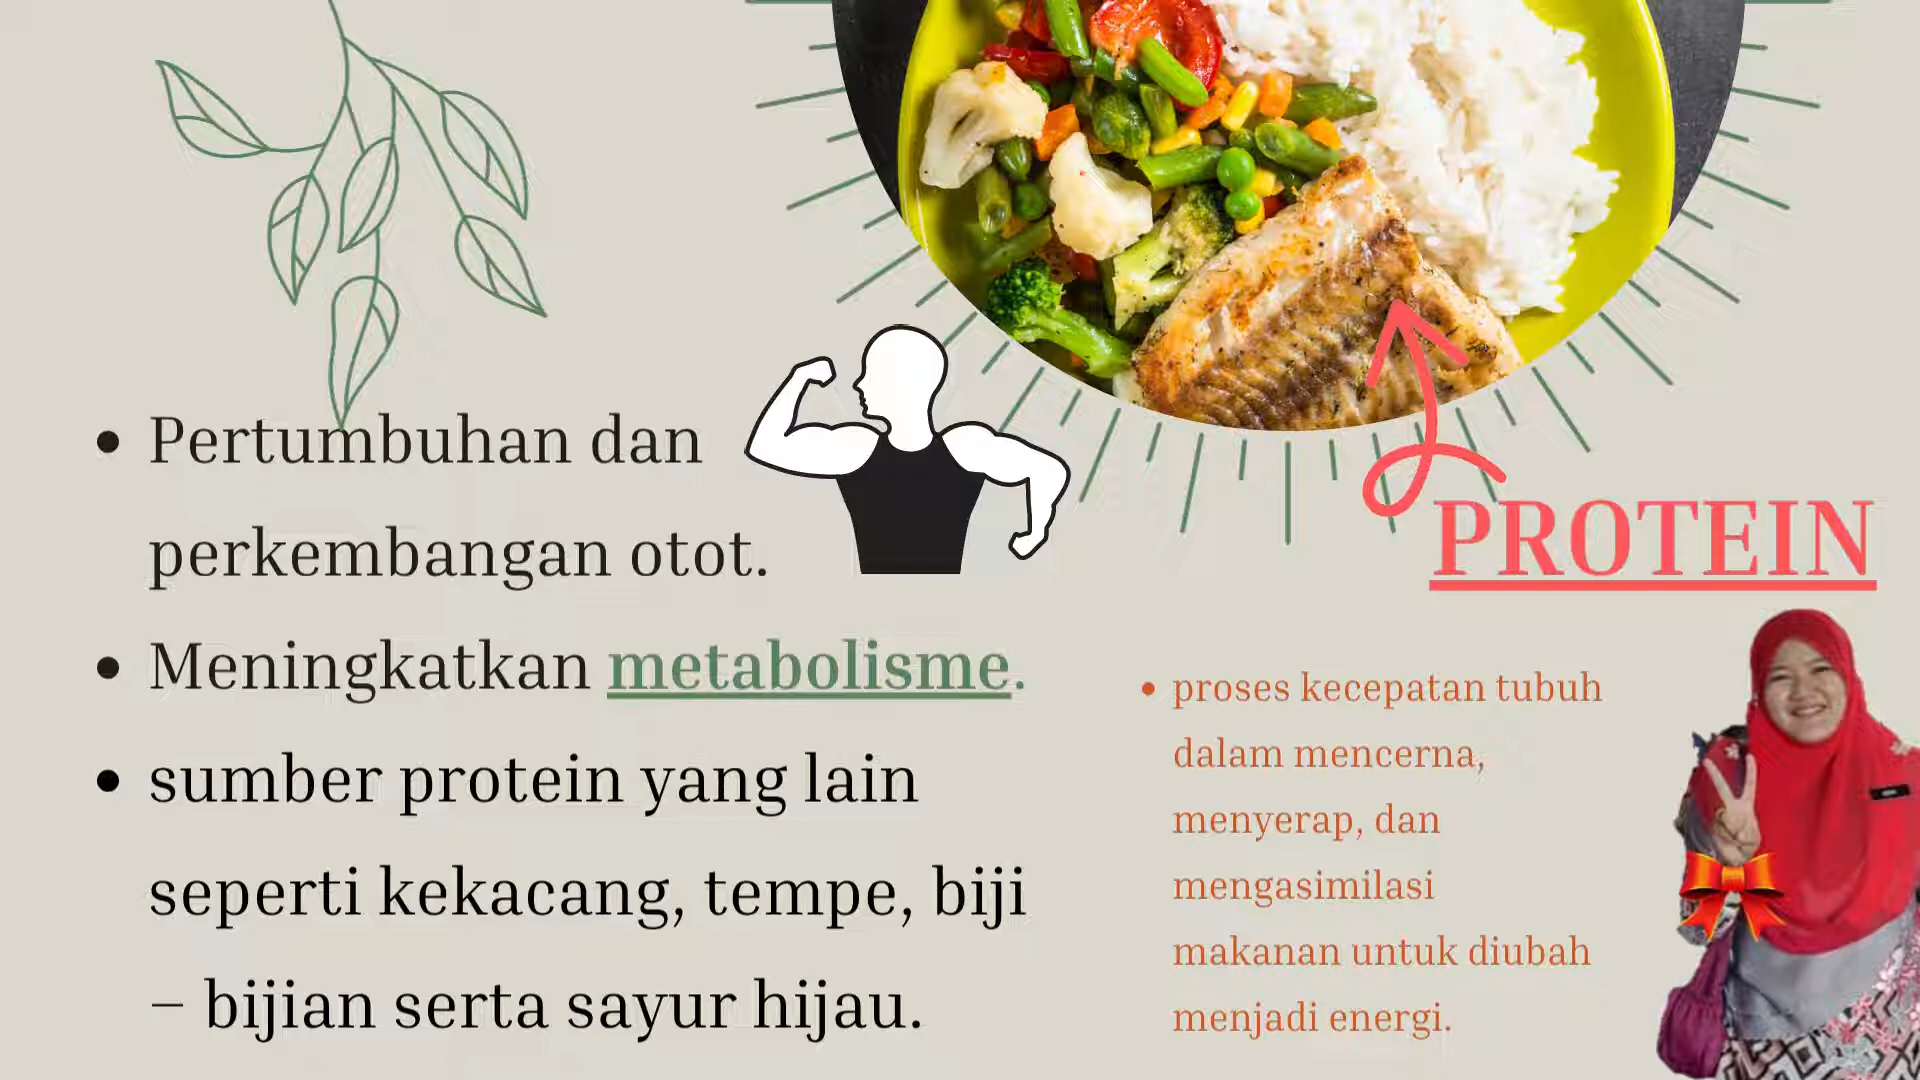 • Pertumbuhan dan
perkembangan otot.
• Meningkatkan metabolisme.
• sumber protein yang lain
seperti kekacang, tempe, biji
– bijian serta sayur hijau.
PROTEIN
• proses kecepatan tubuh
dalam mencerna,
menyerap, dan
mengasimilasi
makanan untuk diubah
menjadi energi.